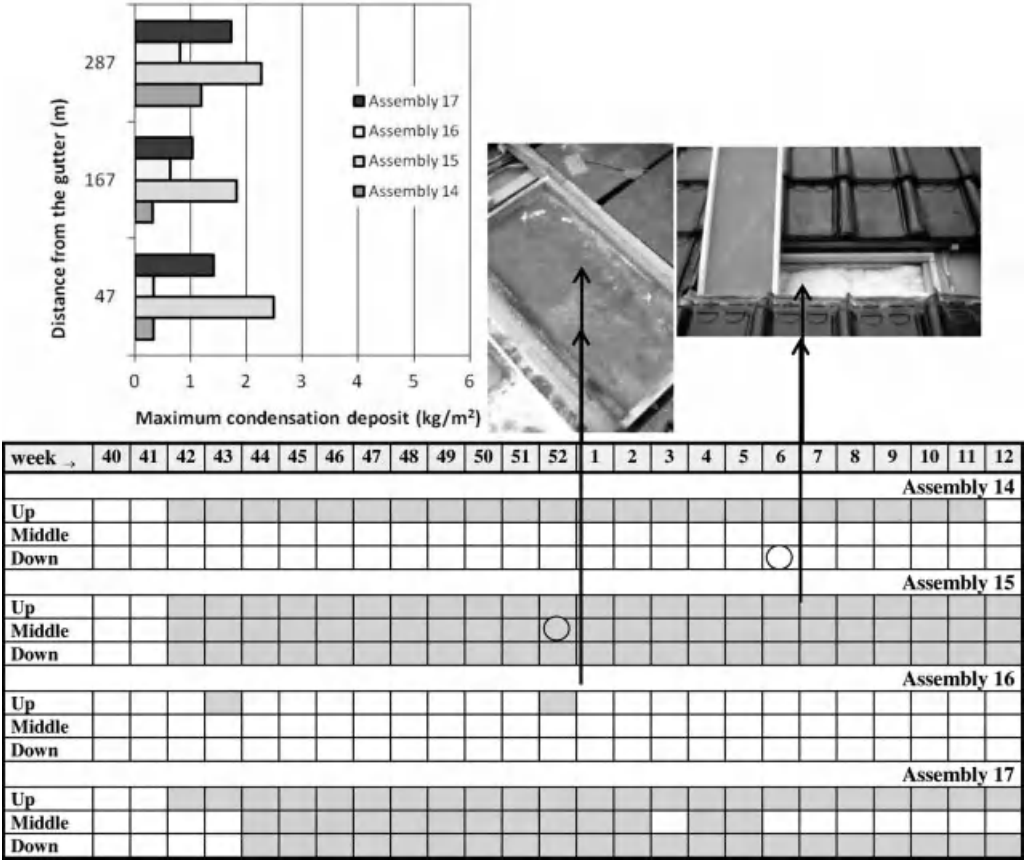 Distance from the gutter (m)
287
167
47
Assembly 17
Assembly 16
Assembly 15
Assembly 14
0 1 2 3 4 5 6
Maximum condensation deposit (kg/m²)
week → 40 41 42 43 44 45 46 47 48 49 50 51 52 1 2 3 4 5 6 7 8 9 10 11 12
Assembly 14
Up
Middle
Down
Assembly 15
Up
Middle
Down
Assembly 16
Up
Middle
Down
Assembly 17
Up
Middle
Down